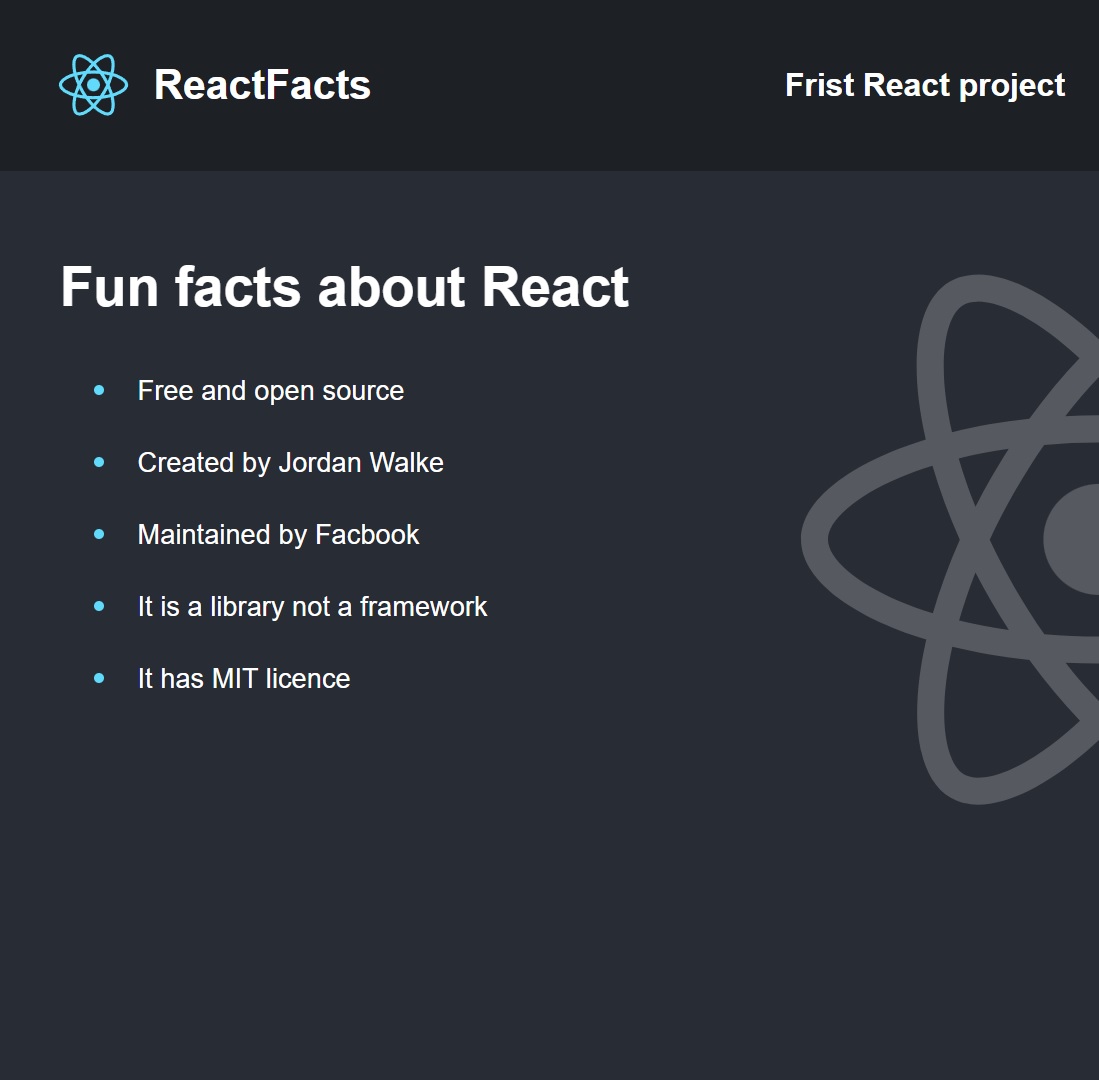 ReactFacts
Frist React project
Fun facts about React
Free and open source
Created by Jordan Walke
Maintained by Facbook
It is a library not a framework
It has MIT licence